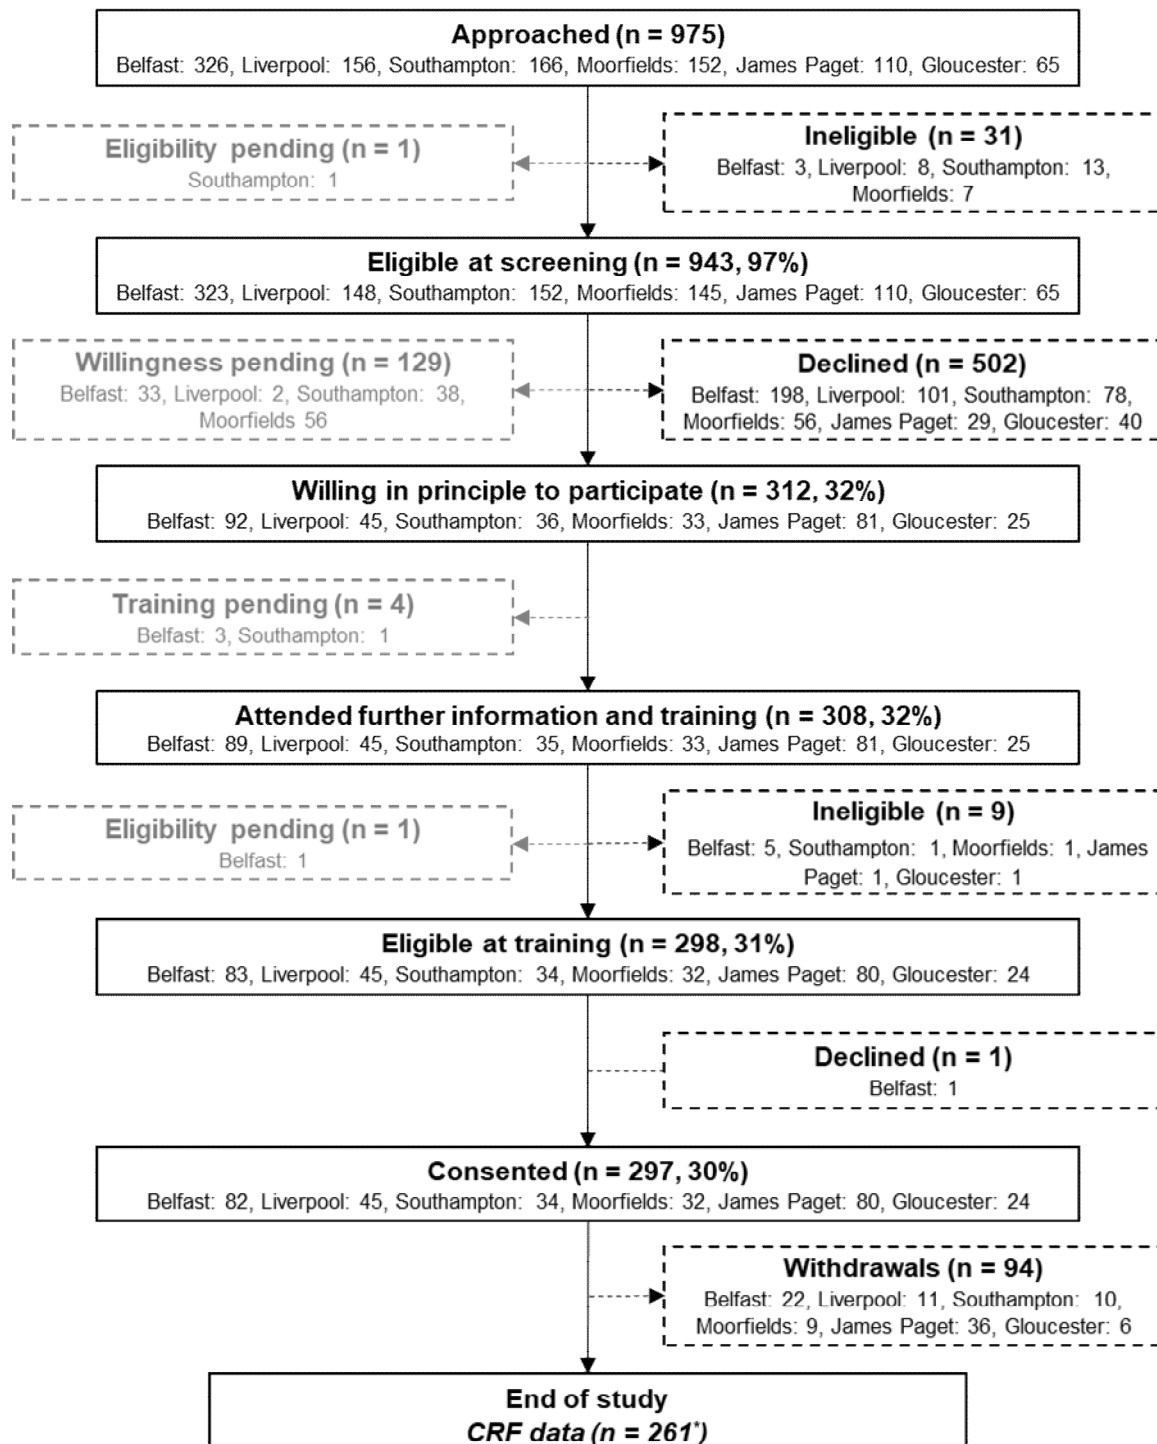 Approached (n = 975)
Belfast: 326, Liverpool: 156, Southampton: 166, Moorfields: 152, James Paget: 110, Gloucester: 65
Eligibility pending (n = 1)
Southampton: 1
Ineligible (n = 31)
Belfast: 3, Liverpool: 8, Southampton: 13,
Moorfields: 7
Eligible at screening (n = 943, 97%)
Belfast: 323, Liverpool: 148, Southampton: 152, Moorfields: 145, James Paget: 110, Gloucester: 65
Willingness pending (n = 129)
Belfast: 33, Liverpool: 2, Southampton: 38,
Moorfields 56
Declined (n = 502)
Belfast: 198, Liverpool: 101, Southampton: 78,
Moorfields: 56, James Paget: 29, Gloucester: 40
Willing in principle to participate (n = 312, 32%)
Belfast: 92, Liverpool: 45, Southampton: 36, Moorfields: 33, James Paget: 81, Gloucester: 25
Training pending (n = 4)
Belfast: 3, Southampton: 1
Attended further information and training (n = 308, 32%)
Belfast: 89, Liverpool: 45, Southampton: 35, Moorfields: 33, James Paget: 81, Gloucester: 25
Eligibility pending (n = 1)
Belfast: 1
Ineligible (n = 9)
Belfast: 5, Southampton: 1, Moorfields: 1, James
Paget: 1, Gloucester: 1
Eligible at training (n = 298, 31%)
Belfast: 83, Liverpool: 45, Southampton: 34, Moorfields: 32, James Paget: 80, Gloucester: 24
Declined (n = 1)
Belfast: 1
Consented (n = 297, 30%)
Belfast: 82, Liverpool: 45, Southampton: 34, Moorfields: 32, James Paget: 80, Gloucester: 24
Withdrawals (n = 94)
Belfast: 22, Liverpool: 11, Southampton: 10,
Moorfields: 9, James Paget: 36, Gloucester: 6
End of study
CRF data (n = 261*)